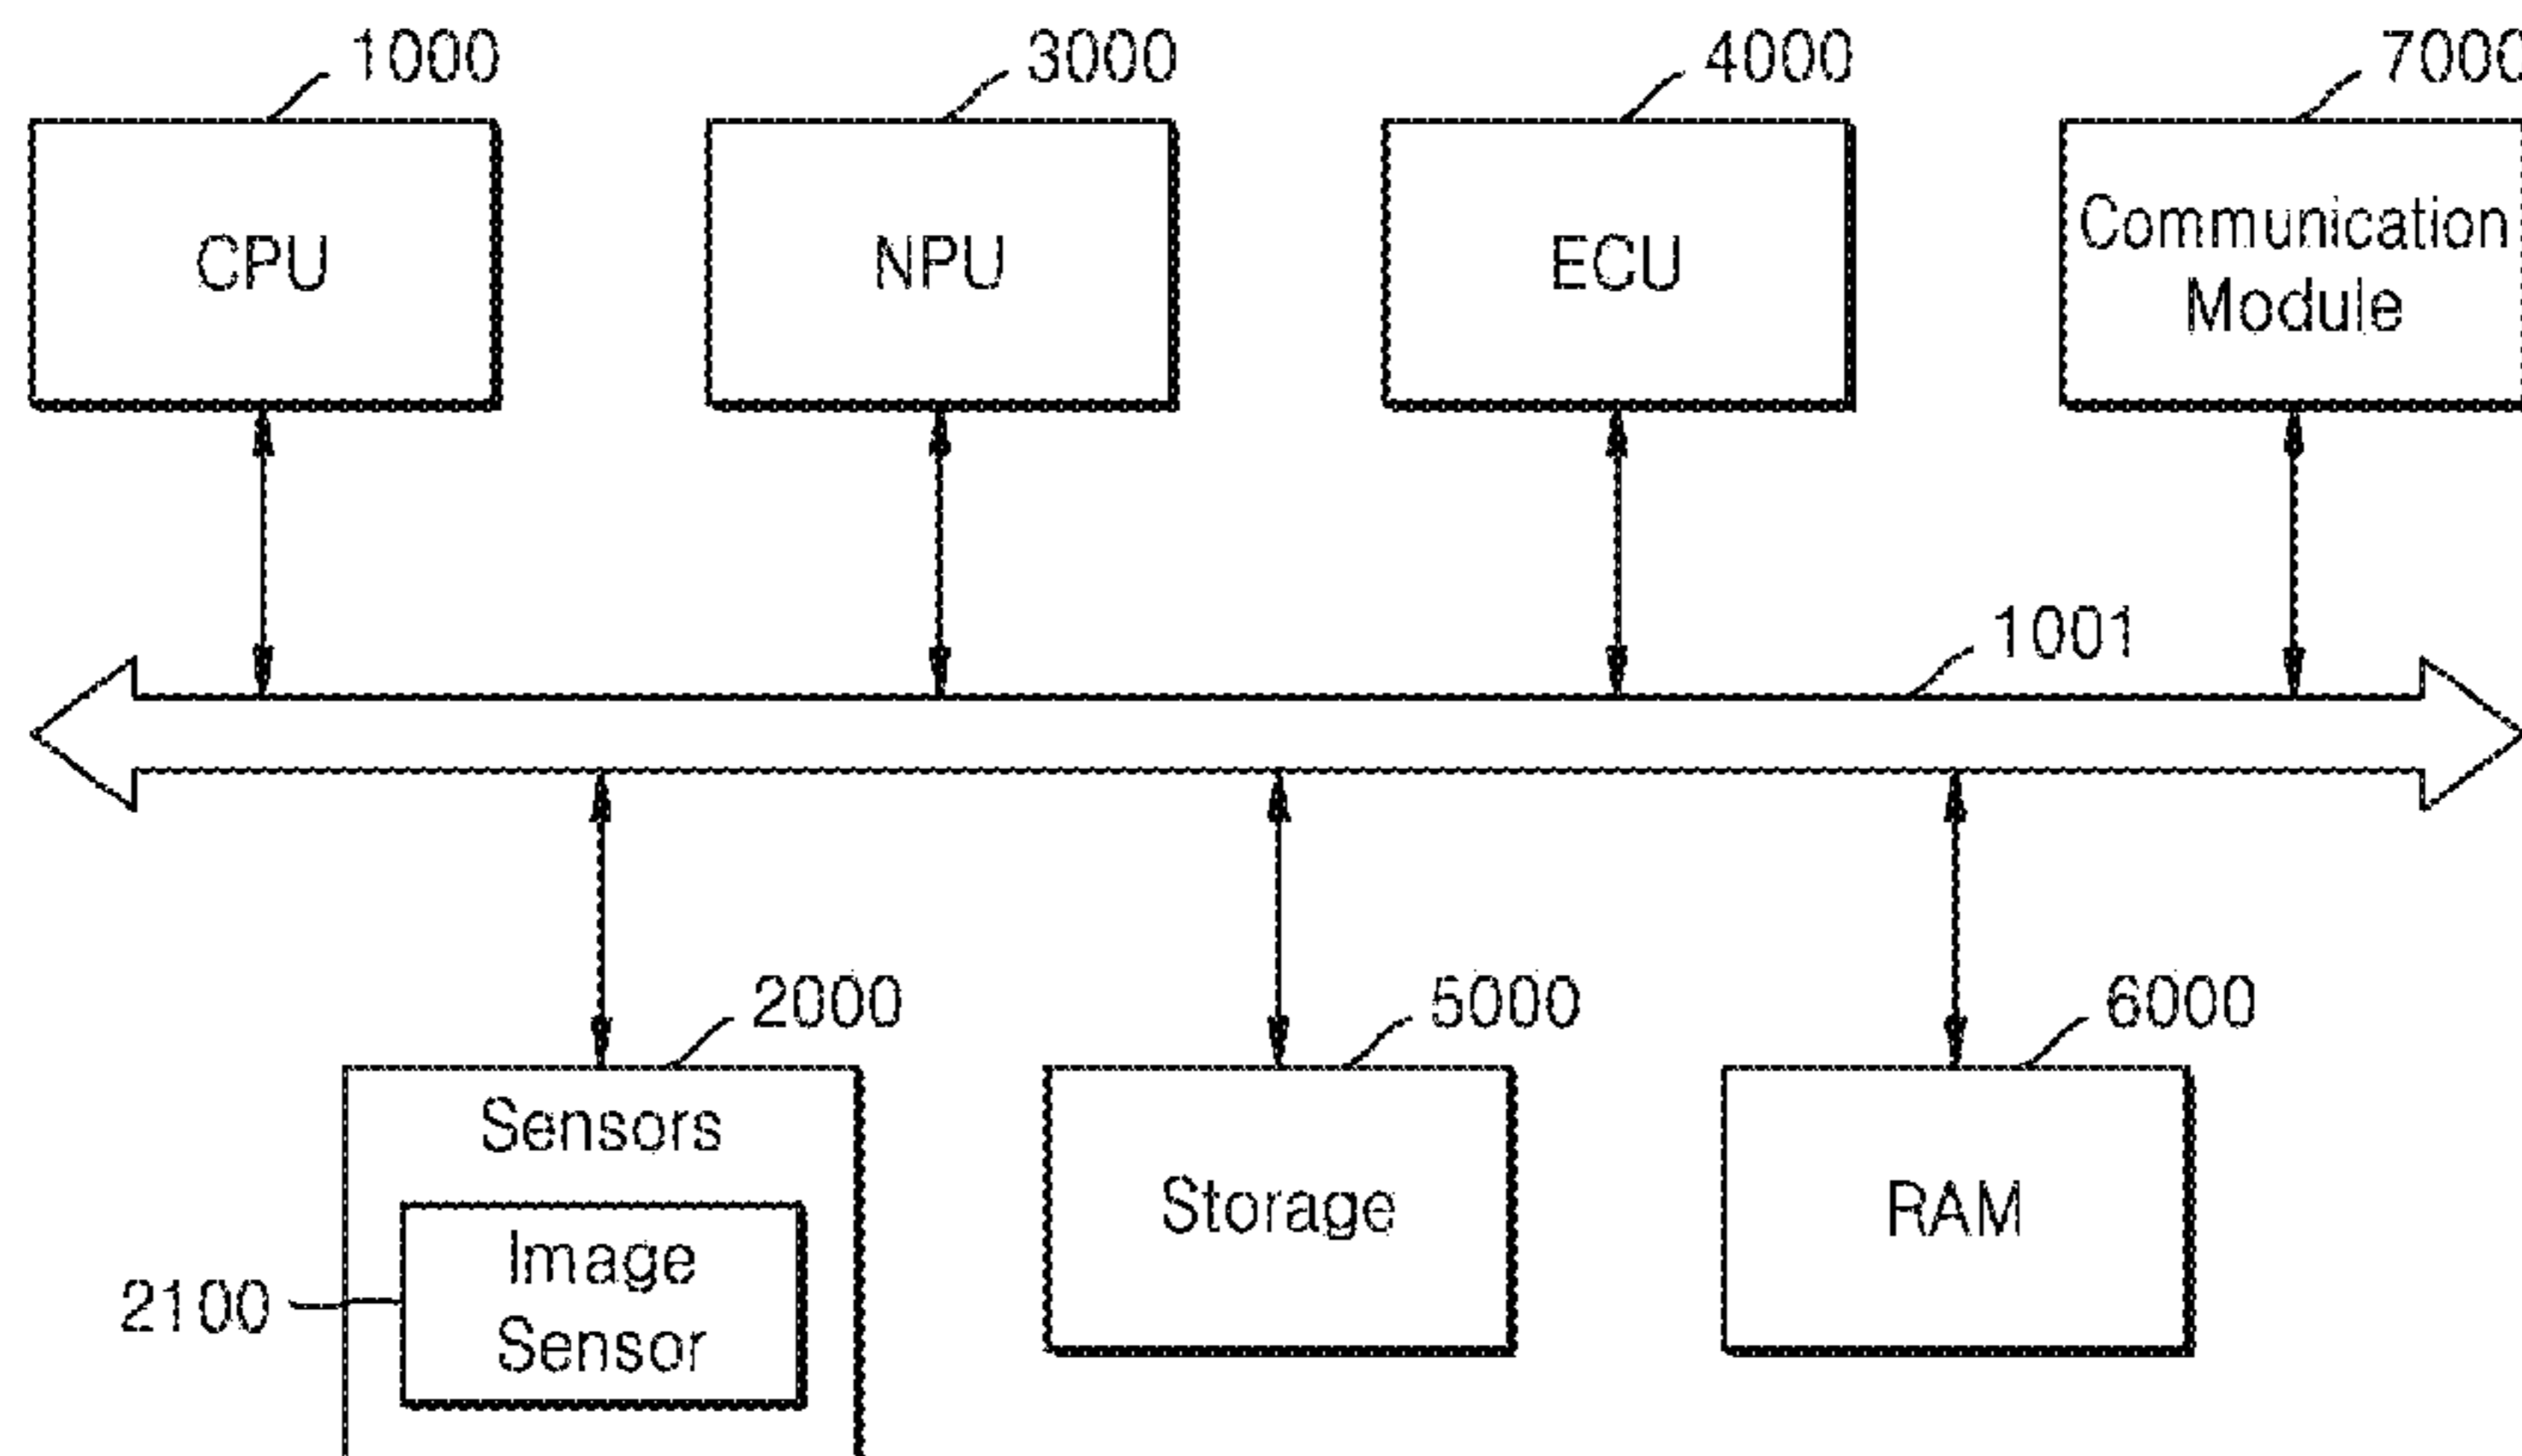 1000
3000
4000
7000
CPU
NPU
ECU
Communication
Module
1001
2000
5000
6000
Sensors
Storage
RAM
2100
Image
Sensor